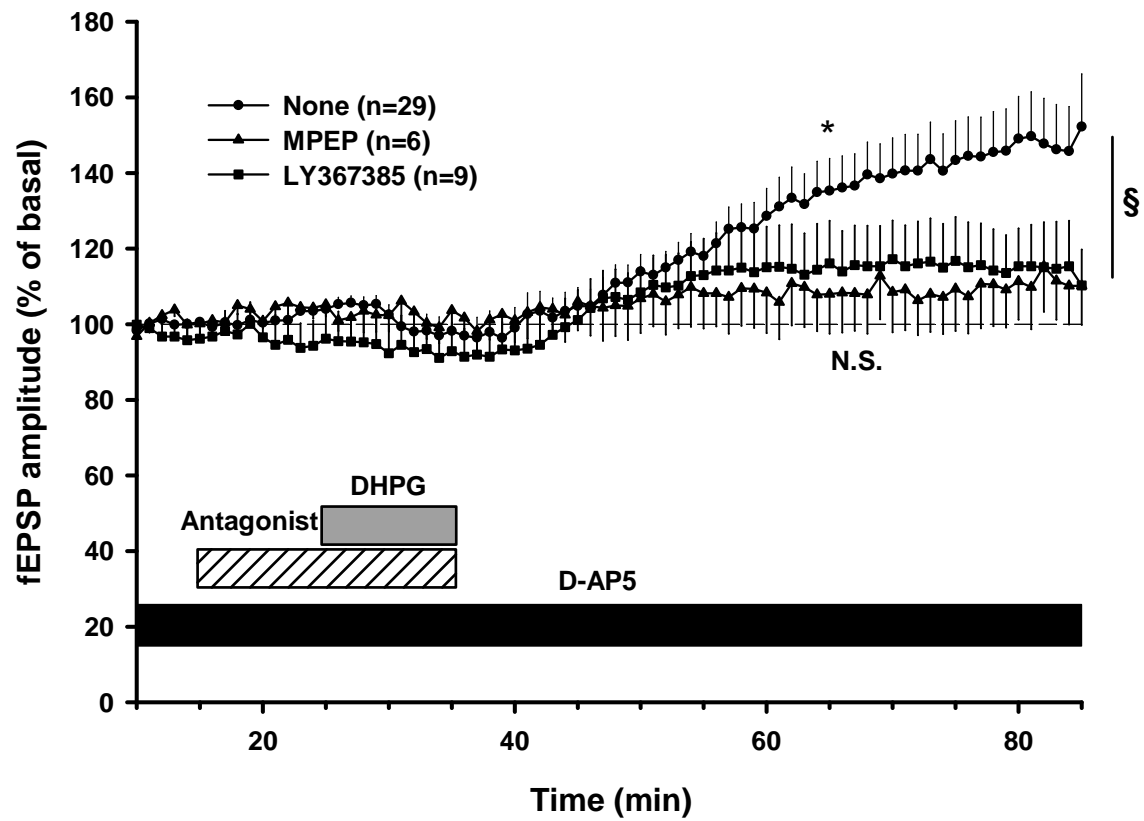 180
160
140
120
100
80
60
40
20
0
fEPSP amplitude (% of basal)
None (n=29)
MPEP (n=6)
LY367385 (n=9)
*
§
N.S.
DHPG
Antagonist
D-AP5
20
40
60
80
Time (min)